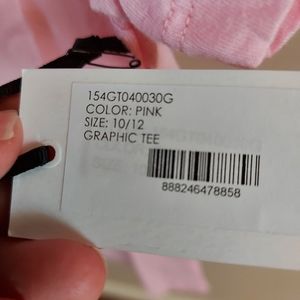 154GT040030G
COLOR: PINK
SIZE: 10/12
GRAPHIC TEE
888246478858